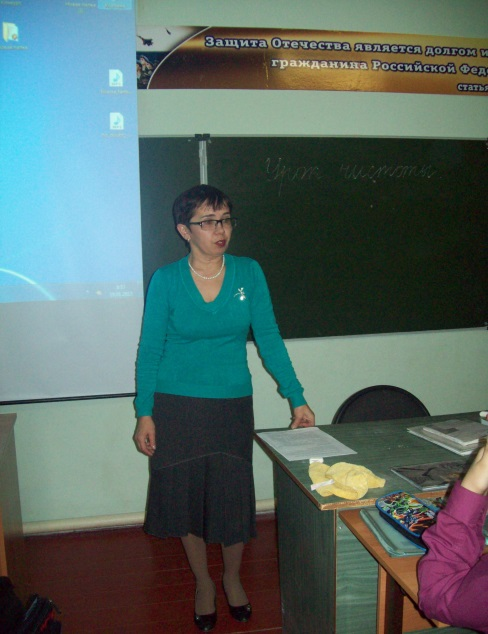 Защита Отечества является долгом и
гражданина Российской Феде
статья
Урок чистоты